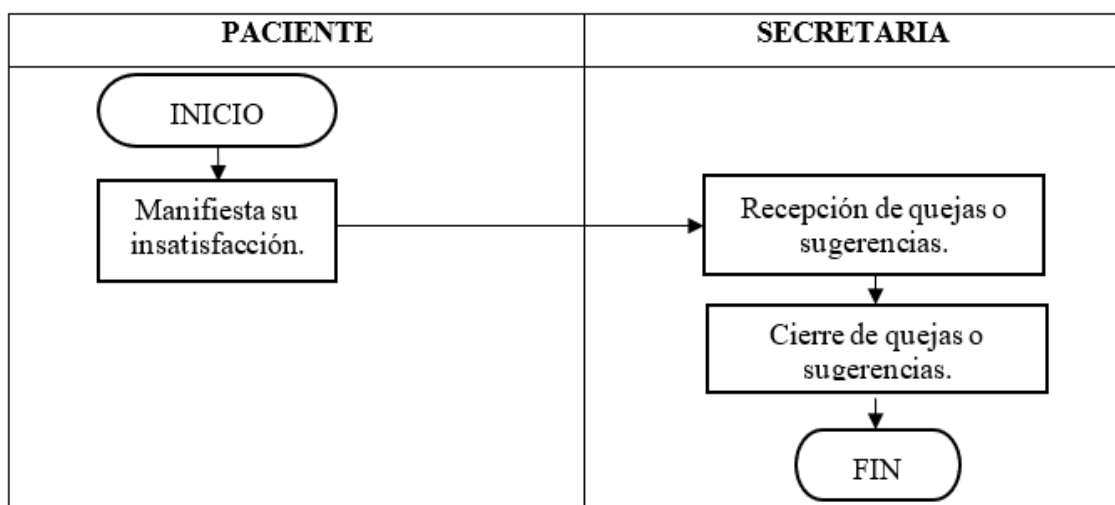 PACIENTE
SECRETARIA
INICIO
Manifiesta su
insatisfacción.
Recepción de quejas o
sugerencias.
Cierre de quejas o
sugerencias.
FIN